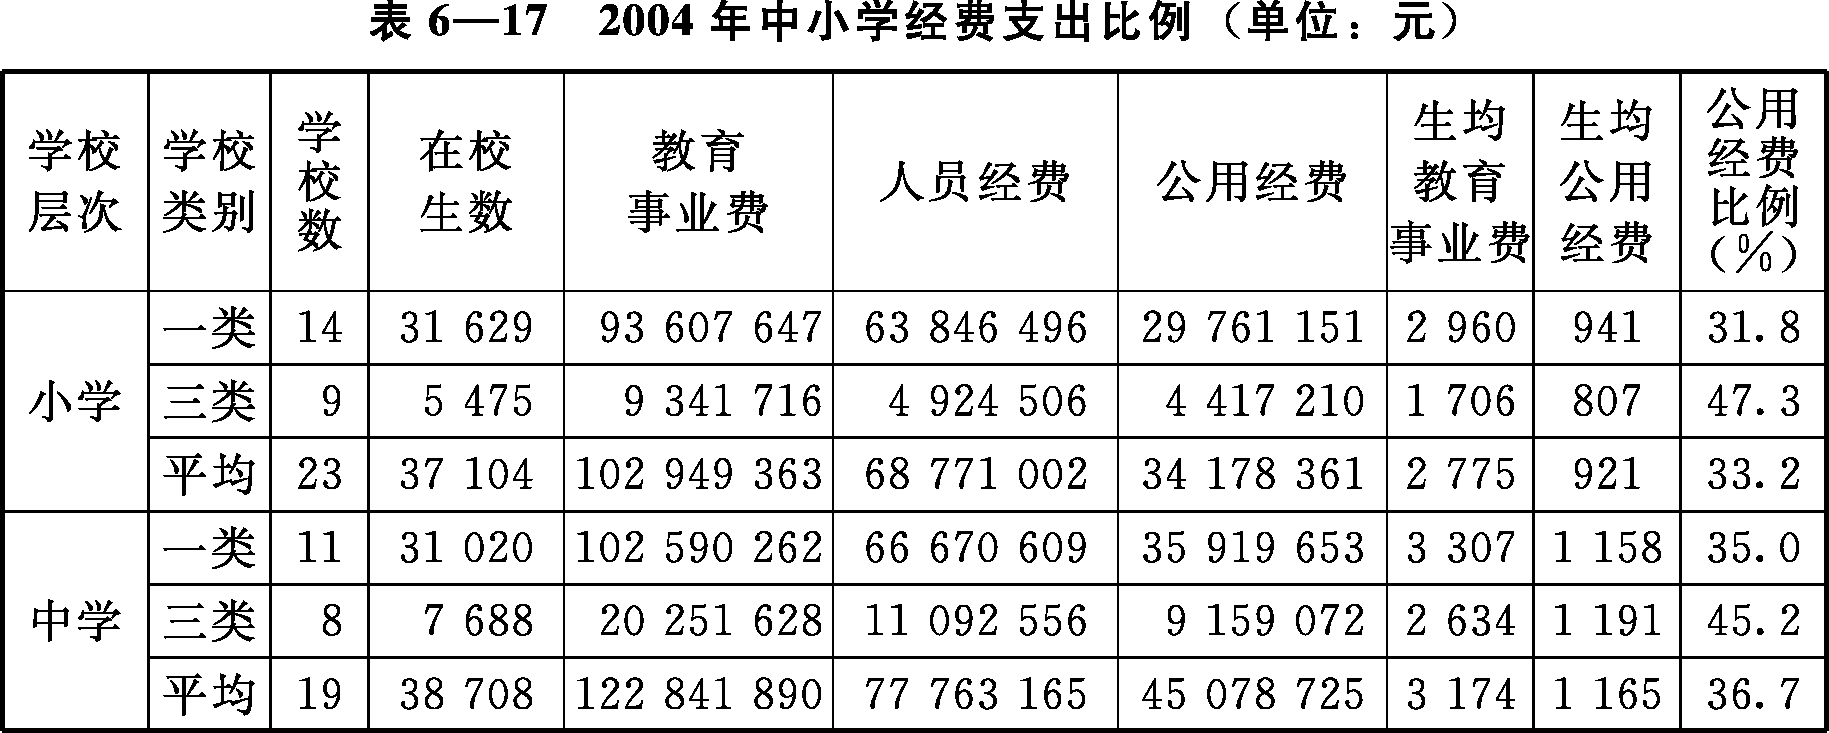 表 6—17 2004 年中小学经费支出比例（单位：元）
学校层次 学校类别 学校数 在校生数 教育事业费 人员经费 公用经费 生均教育事业费 生均公用经费 公用经费比例（%）
小学 一类 14 31 629 93 607 647 63 846 496 29 761 151 2 960 941 31.8
三类 9 5 475 9 341 716 4 924 506 4 417 210 1 706 807 47.3
平均 23 37 104 102 949 363 68 771 002 34 178 361 2 775 921 33.2
中学 一类 11 31 020 102 590 262 66 670 609 35 919 653 3 307 1 158 35.0
三类 8 7 688 20 251 628 11 092 556 9 159 072 2 634 1 191 45.2
平均 19 38 708 122 841 890 77 763 165 45 078 725 3 174 1 165 36.7